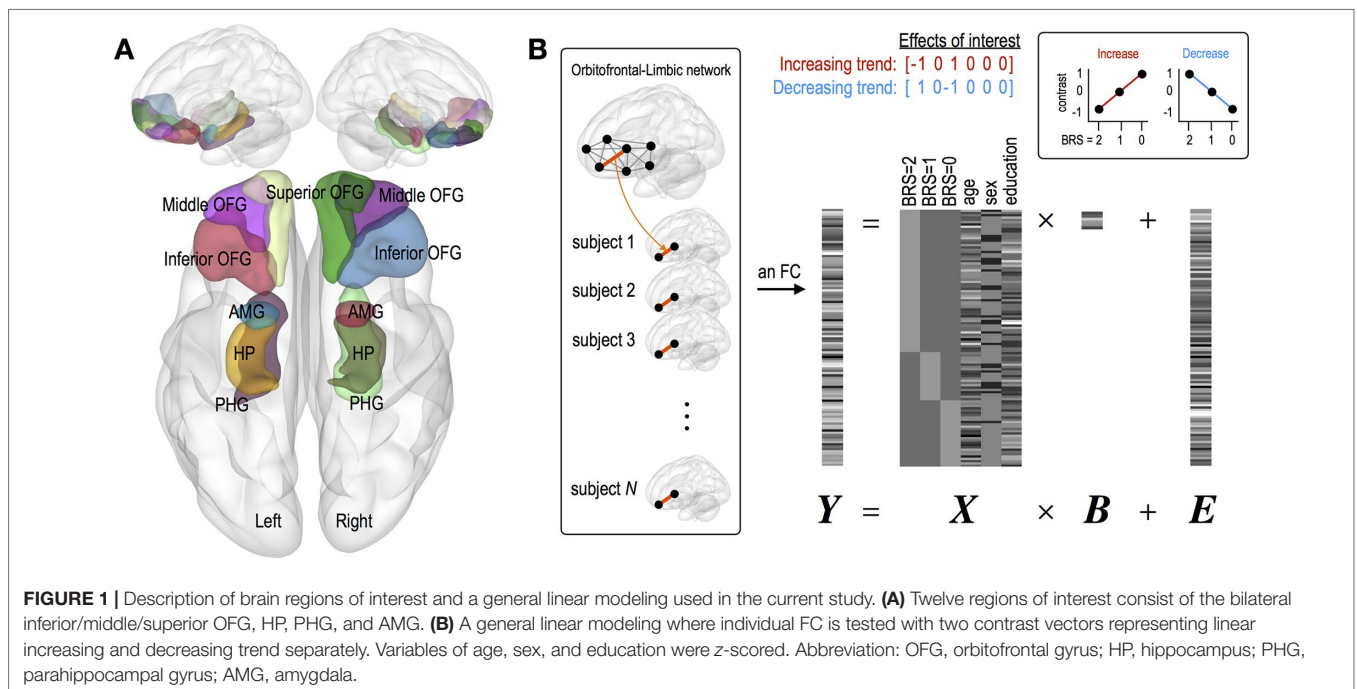 A
Middle OFG
Superior OFG
Middle OFG
Inferior OFG
Inferior OFG
AMG
AMG
HP
HP
PHG
PHG
Left
Right
B
Orbitofrontal-Limbic network
subject 1
subject 2
subject 3
subject N
an FC
Effects of interest
Increasing trend: [-1 0 1 0 0 0]
Decreasing trend: [ 1 0 -1 0 0 0]
Increase
Decrease
contrast
1
0
-1
BRS = 2 1 0
1
0
-1
2 1 0
BRS=2
BRS=1
BRS=0
age
sex
education
= × +
Y = X × B + E
FIGURE 1 | Description of brain regions of interest and a general linear modeling used in the current study. (A) Twelve regions of interest consist of the bilateral
inferior/middle/superior OFG, HP, PHG, and AMG. (B) A general linear modeling where individual FC is tested with two contrast vectors representing linear
increasing and decreasing trend separately. Variables of age, sex, and education were z-scored. Abbreviation: OFG, orbitofrontal gyrus; HP, hippocampus; PHG,
parahippocampal gyrus; AMG, amygdala.